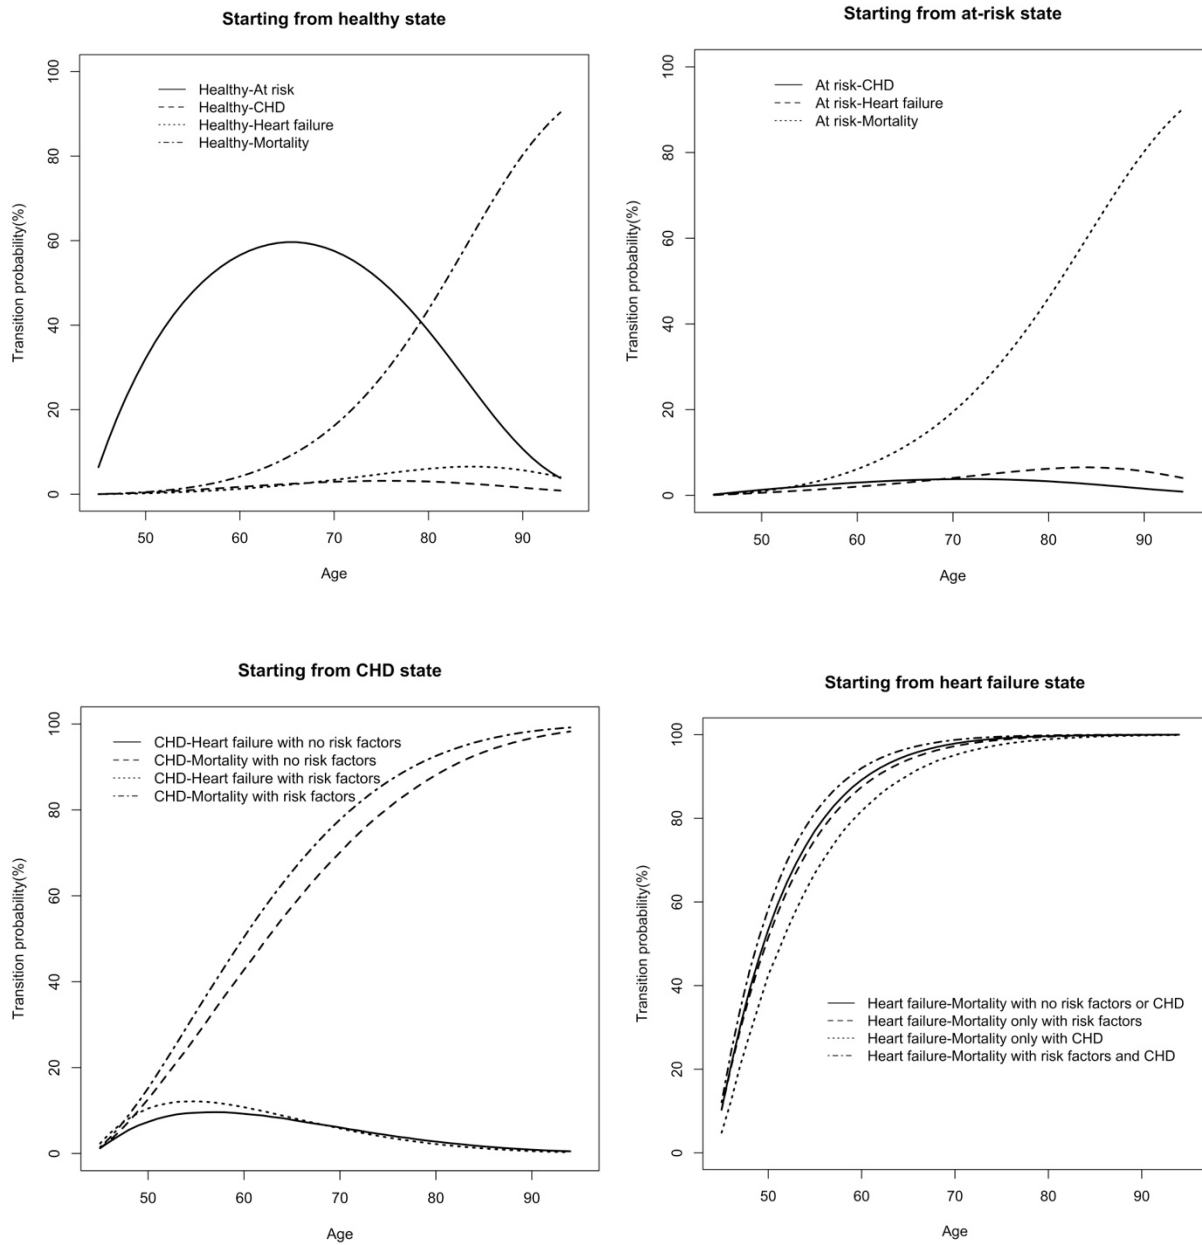 Starting from healthy state
Transition probability(%)
100
80
60
40
20
0
Healthy-At risk
Healthy-CHD
Healthy-Heart failure
Healthy-Mortality
50 60 70 80 90
Age
Starting from at-risk state
Transition probability(%)
100
80
60
40
20
0
At risk-CHD
At risk-Heart failure
At risk-Mortality
50 60 70 80 90
Age
Starting from CHD state
Transition probability(%)
100
80
60
40
20
0
CHD-Heart failure with no risk factors
CHD-Mortality with no risk factors
CHD-Heart failure with risk factors
CHD-Mortality with risk factors
50 60 70 80 90
Age
Starting from heart failure state
Transition probability(%)
100
80
60
40
20
0
Heart failure-Mortality with no risk factors or CHD
Heart failure-Mortality only with risk factors
Heart failure-Mortality only with CHD
Heart failure-Mortality with risk factors and CHD
50 60 70 80 90
Age